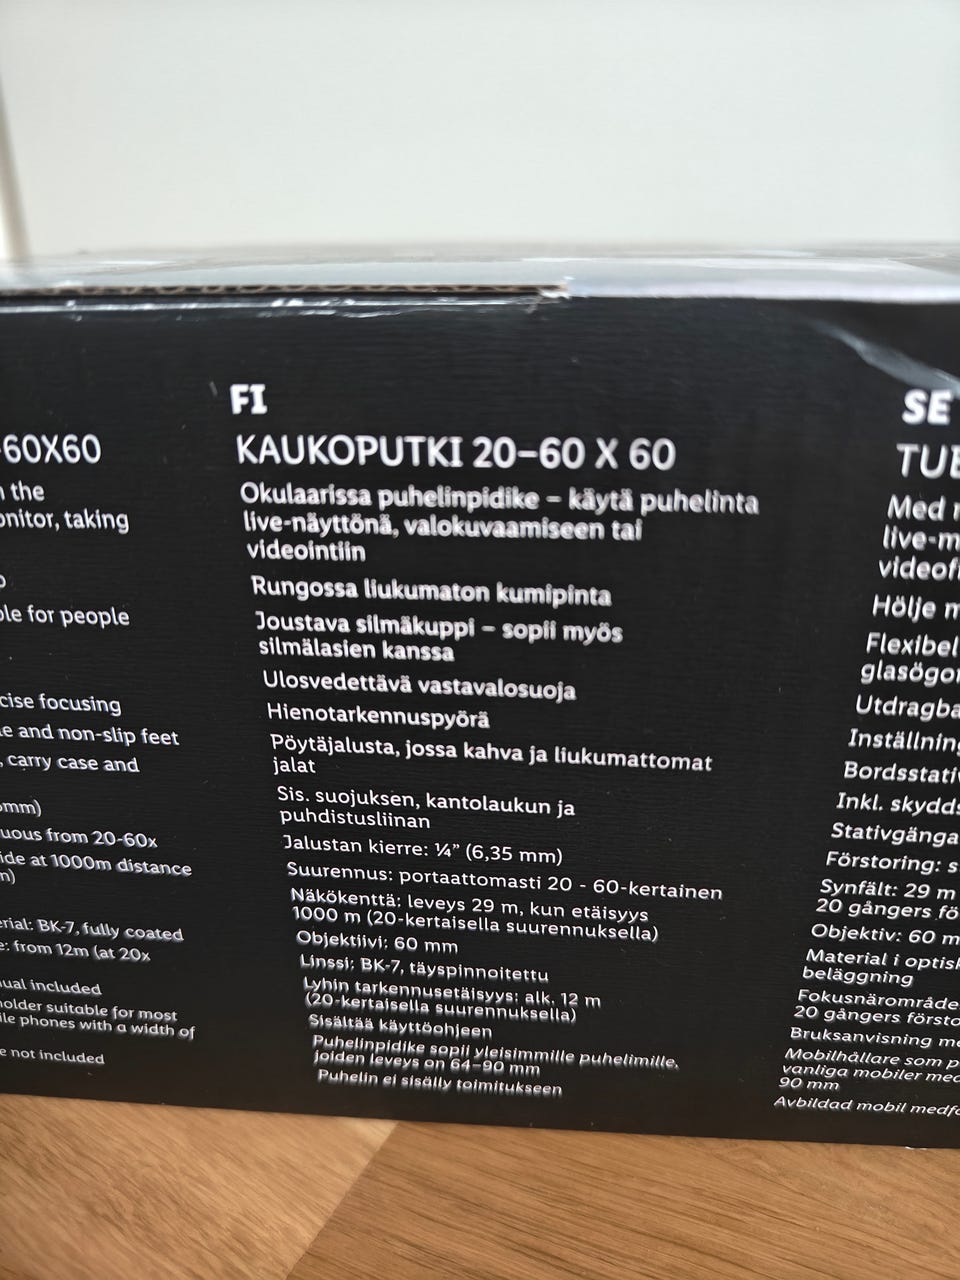 -60X60
the
onitor, taking
ble for people
cise focusing
e and non-slip feet
, carry case and
mm)
uous from 20-60x
ide at 1000m distance
m)
erial: BK-7, fully coated
e: from 12m (at 20x
ual included
holder suitable for most
ile phones with a width of
e not included
FI
KAUKOPUTKI 20–60 X 60
Okulaarissa puhelinpidike – käytä puhelinta
live-näyttönä, valokuvaamiseen tai
videointiin
Rungossa liukumaton kumipinta
Joustava silmäkuppi – sopii myös
silmälasien kanssa
Ulosvedettävä vastavalosuoja
Hienotarkennuspyörä
Pöytäjalusta, jossa kahva ja liukumattomat
jalat
Sis. suojuksen, kantolaukun ja
puhdistusliinan
Jalustan kierre: ¼” (6,35 mm)
Suurennus: portaattomasti 20 - 60-kertainen
Näkökenttä: leveys 29 m, kun etäisyys
1000 m (20-kertaisella suurennuksella)
Objektiivi: 60 mm
Linssi: BK-7, täyspinnoitettu
Lyhin tarkennusetäisyys: alk. 12 m
(20-kertaisella suurennuksella)
Sisältää käyttöohjeen
Puhelinpidike sopii yleisimmille puhelimille,
joiden leveys on 64–90 mm
Puhelin ei sisälly toimitukseen
SE
TUB
Med
live-m
videof
Hölje m
Flexibel
glasögo
Utdragba
Inställning
Bordsstativ
Inkl. skydds
Stativgänga
Förstoring: s
Synfält: 29 m
20 gångers fö
Objektiv: 60 m
Material i optisk
beläggning
Fokusnärområde
20 gångers försto
Bruksanvisning me
Mobilhållare som p
vanliga mobiler med
90 mm
Avbildad mobil medfö